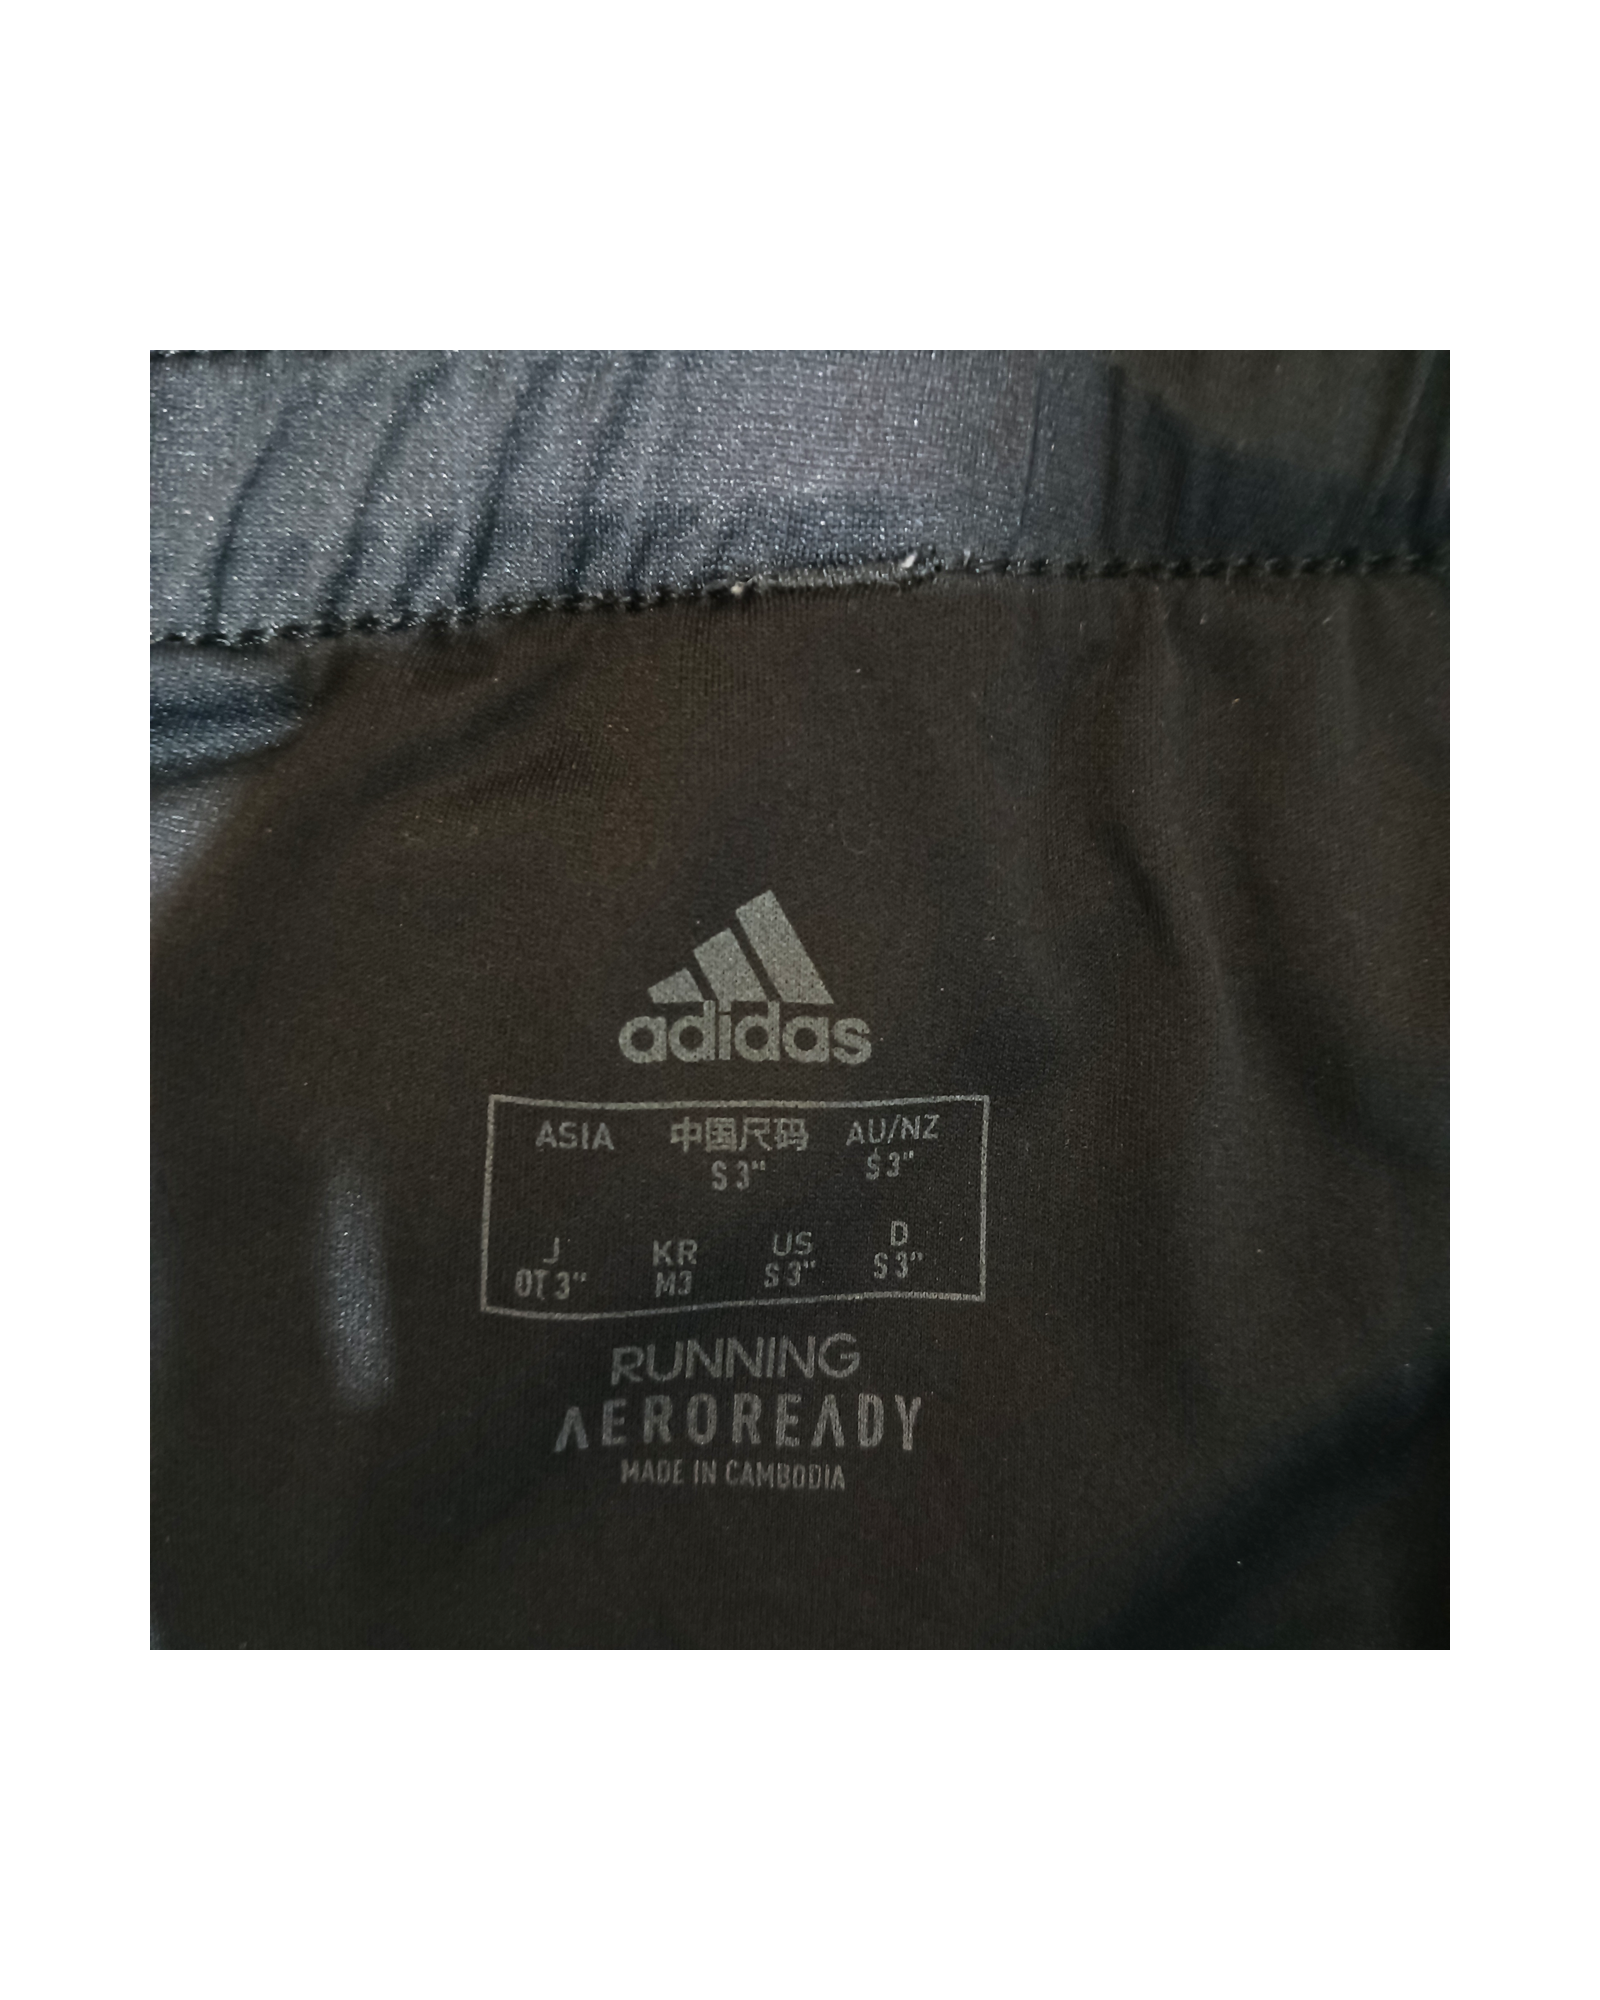 adidas
ASIA 中国尺码 AU/NZ
S 3" S 3"
J KR US D
OT 3" M3 S 3" S 3"
RUNNING
AEROREADY
MADE IN CAMBODIA